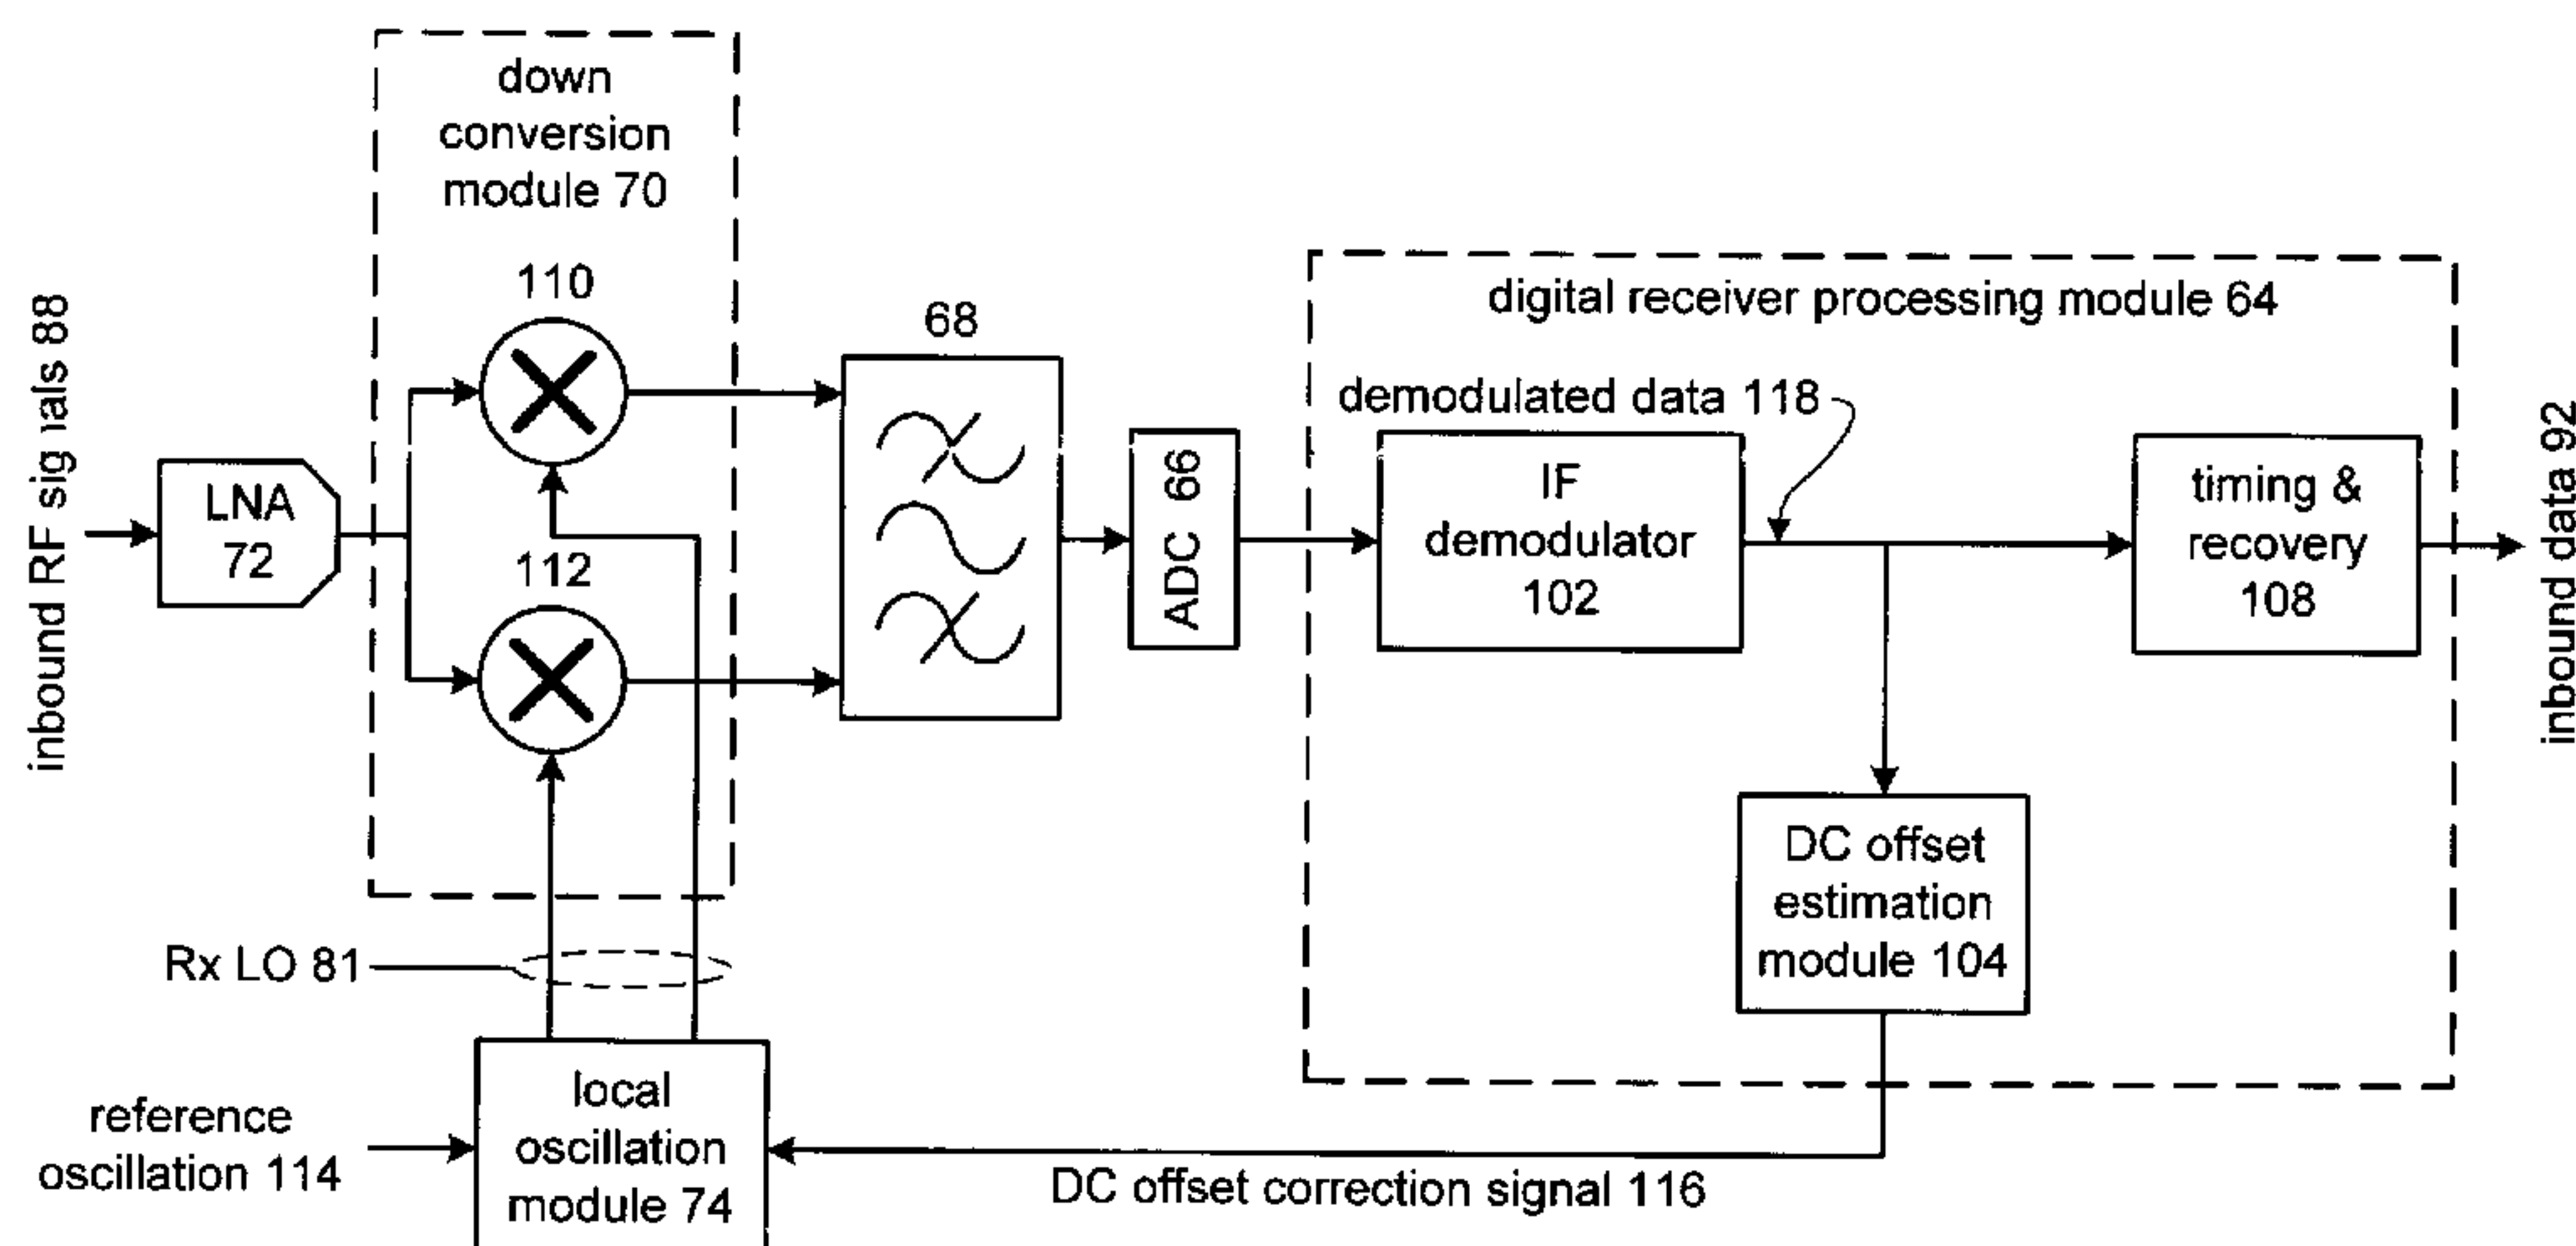 down
conversion
module 70
110
112
inbound RF signals 88
LNA
72
68
ADC 66
digital receiver processing module 64
demodulated data 118
IF
demodulator
102
timing &
recovery
108
inbound data 92
DC offset
estimation
module 104
Rx LO 81
reference
oscillation 114
local
oscillation
module 74
DC offset correction signal 116